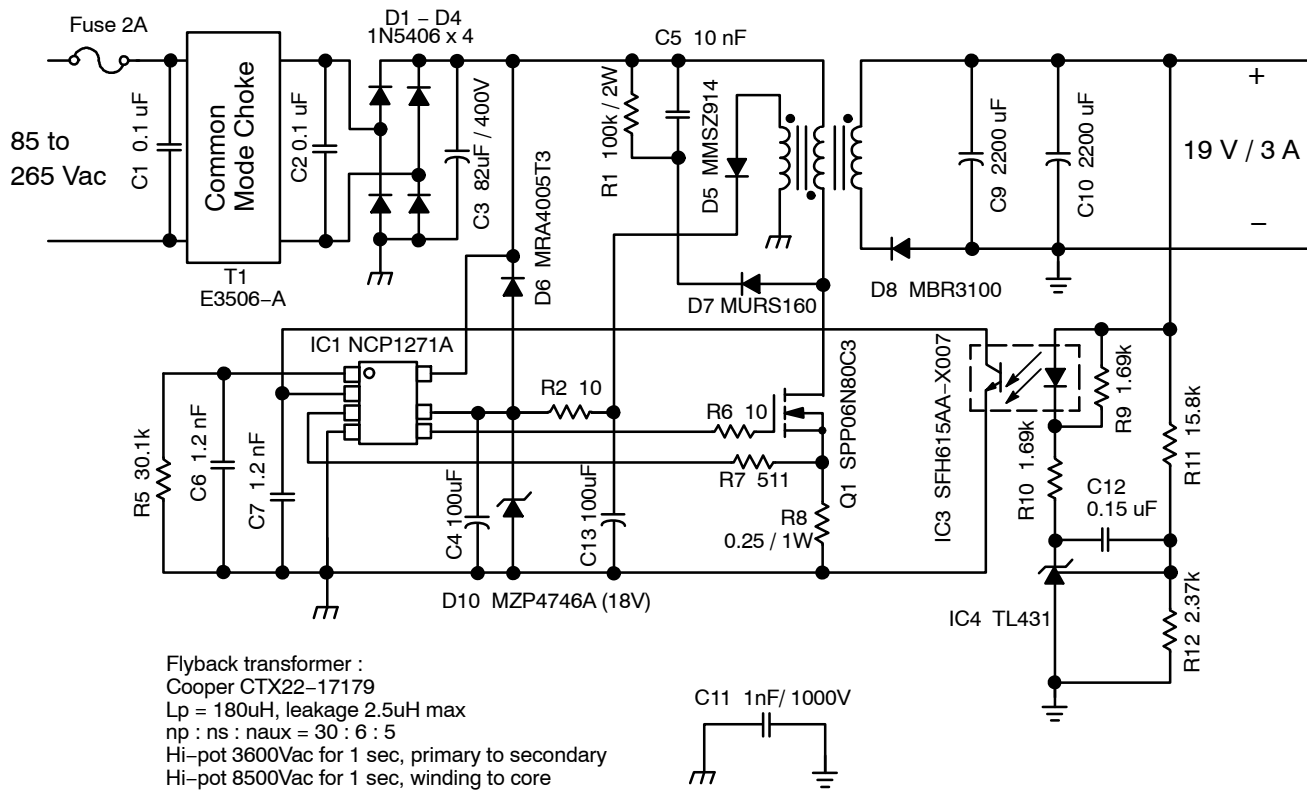 Fuse 2A
D1 – D4
1N5406 x 4
C5 10 nF
85 to
265 Vac
C1 0.1 uF
Common
Mode Choke
C2 0.1 uF
C3 82uF / 400V
R1 100k / 2W
D5 MMSZ914
C9 2200 uF
C10 2200 uF
+
19 V / 3 A
–
T1
E3506–A
D6 MRA4005T3
D7 MURS160
D8 MBR3100
IC1 NCP1271A
R2 10
R6 10
R7 511
Q1 SPP06N80C3
IC3 SFH615AA–X007
R9 1.69k
R10 1.69k
R11 15.8k
R5 30.1k
C6 1.2 nF
C7 1.2 nF
C4 100uF
C13 100uF
R8
0.25 / 1W
C12
0.15 uF
D10 MZP4746A (18V)
IC4 TL431
R12 2.37k
Flyback transformer :
Cooper CTX22–17179
Lp = 180uH, leakage 2.5uH max
np : ns : naux = 30 : 6 : 5
Hi–pot 3600Vac for 1 sec, primary to secondary
Hi–pot 8500Vac for 1 sec, winding to core
C11 1nF/ 1000V